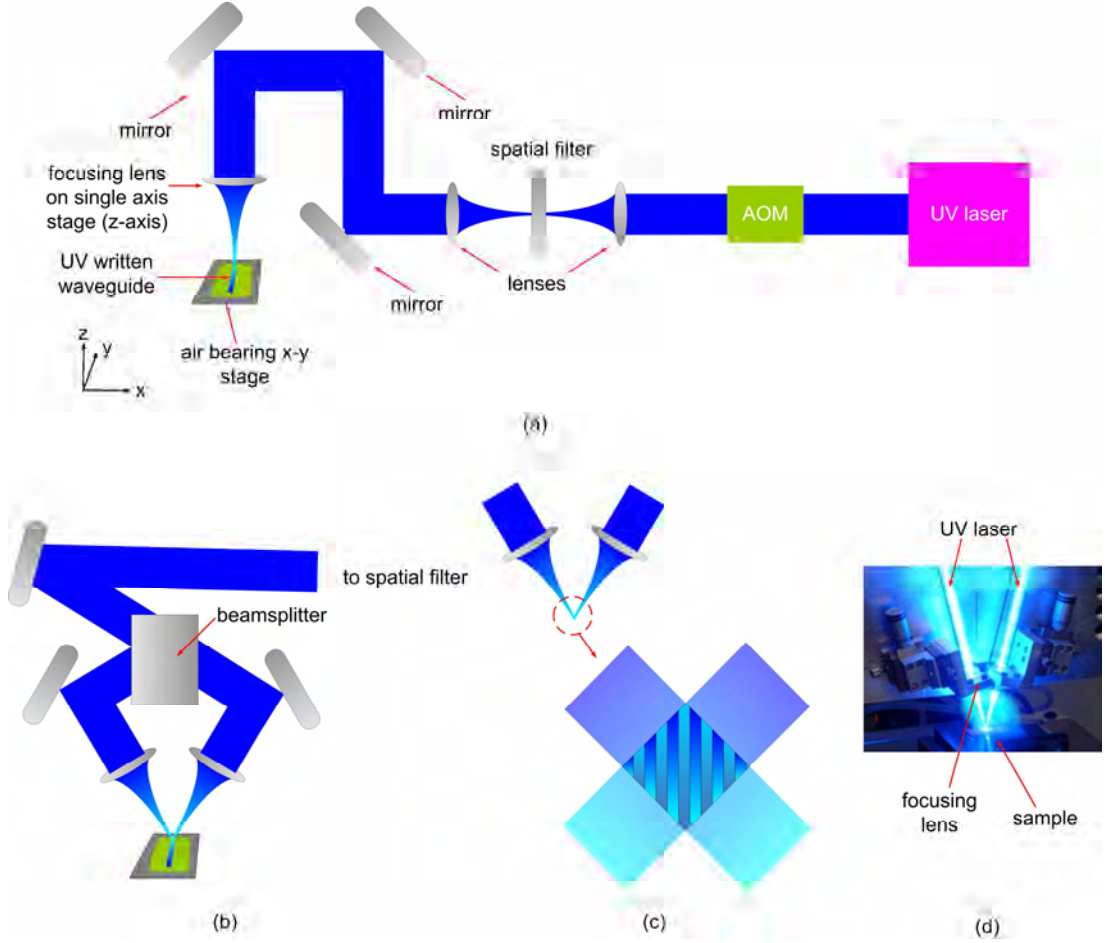 mirror
mirror
spatial filter
focusing lens
on single axis
stage (z-axis)
AOM
UV laser
UV written
waveguide
lenses
mirror
air bearing x-y
stage
z
y
x
(a)
to spatial filter
beamsplitter
UV laser
focusing
lens
sample
(b)
(c)
(d)